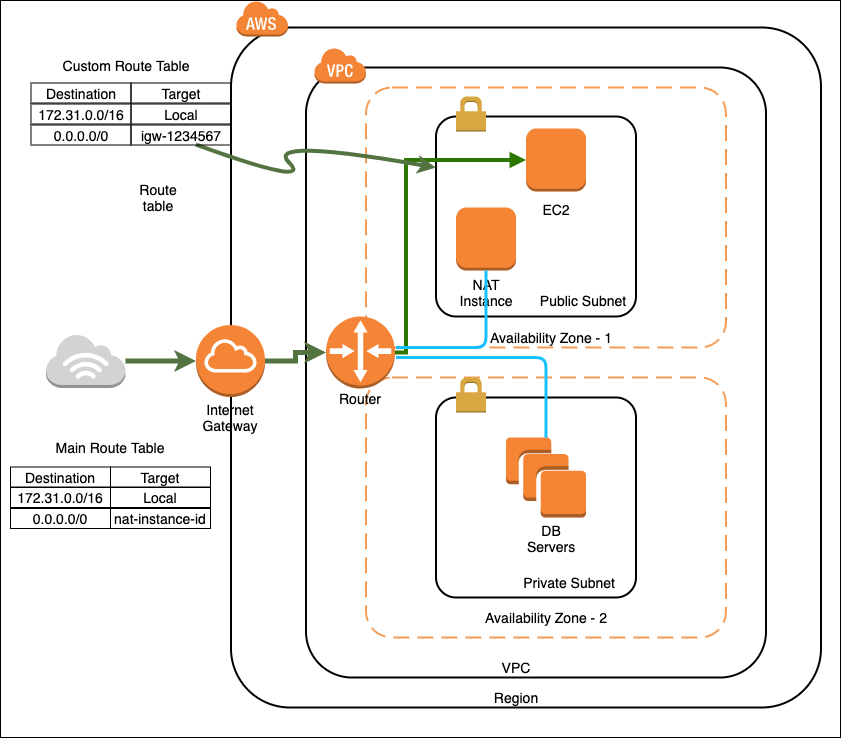 AWS
Custom Route Table
Destination Target
172.31.0.0/16 Local
0.0.0.0/0 igw-1234567
Route
table
VPC
EC2
NAT
Instance
Public Subnet
Availability Zone - 1
Router
Internet
Gateway
Main Route Table
Destination Target
172.31.0.0/16 Local
0.0.0.0/0 nat-instance-id
DB
Servers
Private Subnet
Availability Zone - 2
VPC
Region